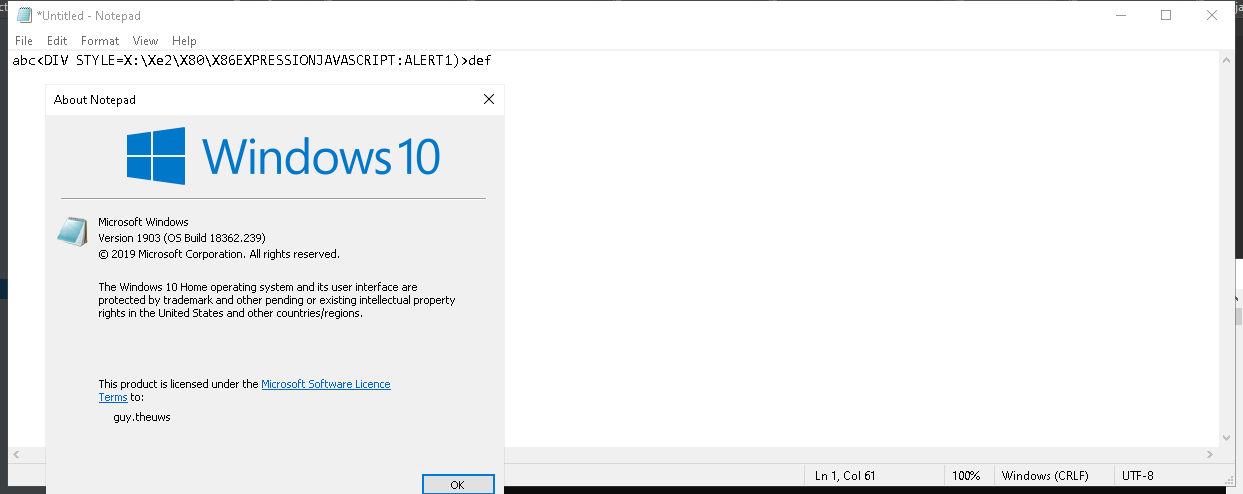 *Untitled - Notepad
File Edit Format View Help
abc<DIV STYLE=X:\Xe2\X80\X86EXPRESSIONJAVASCRIPT:ALERT1)>def
About Notepad
Windows 10
Microsoft Windows
Version 1903 (OS Build 18362.239)
© 2019 Microsoft Corporation. All rights reserved.
The Windows 10 Home operating system and its user interface are
protected by trademark and other pending or existing intellectual property
rights in the United States and other countries/regions.
This product is licensed under the Microsoft Software Licence
Terms to:
guy.theuws
OK
Ln 1, Col 61 100% Windows (CRLF) UTF-8